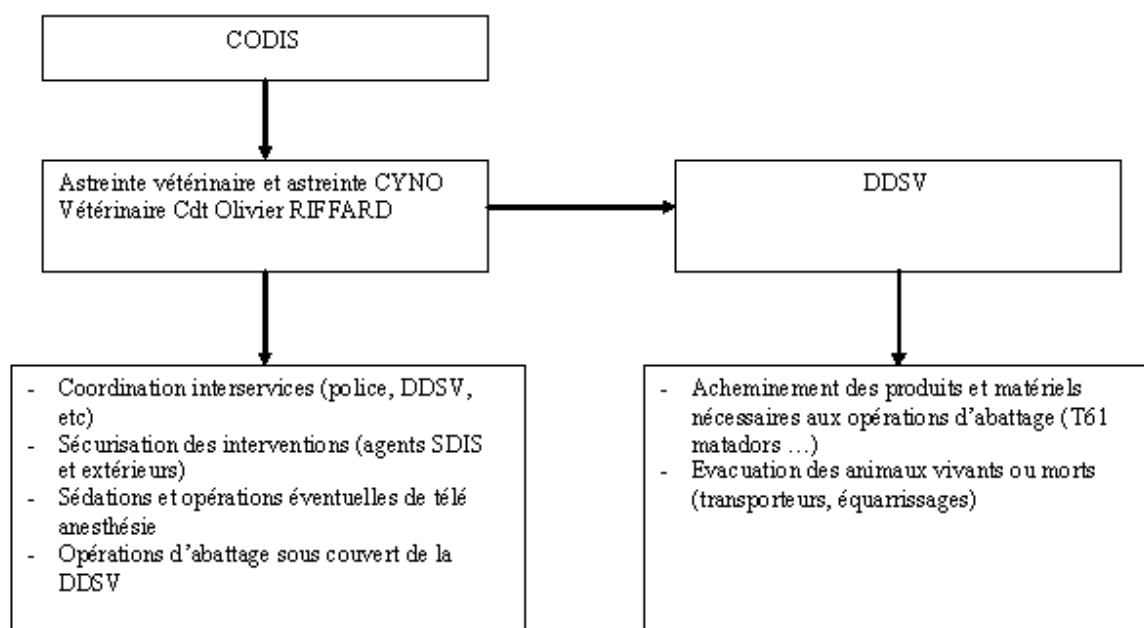 CODIS
Astreinte vétérinaire et astreinte CYNO
Vétérinaire Cdt Olivier RIFFARD
DDSV
- Coordination interservices (police, DDSV,
etc)
- Sécurisation des interventions (agents SDIS
et extérieurs)
- Sédations et opérations éventuelles de télé
anesthésie
- Opérations d'abattage sous couvert de la
DDSV
- Acheminement des produits et matériels
nécessaires aux opérations d'abattage (T61
matadors ...)
- Evacuation des animaux vivants ou morts
(transporteurs, équarrissages)